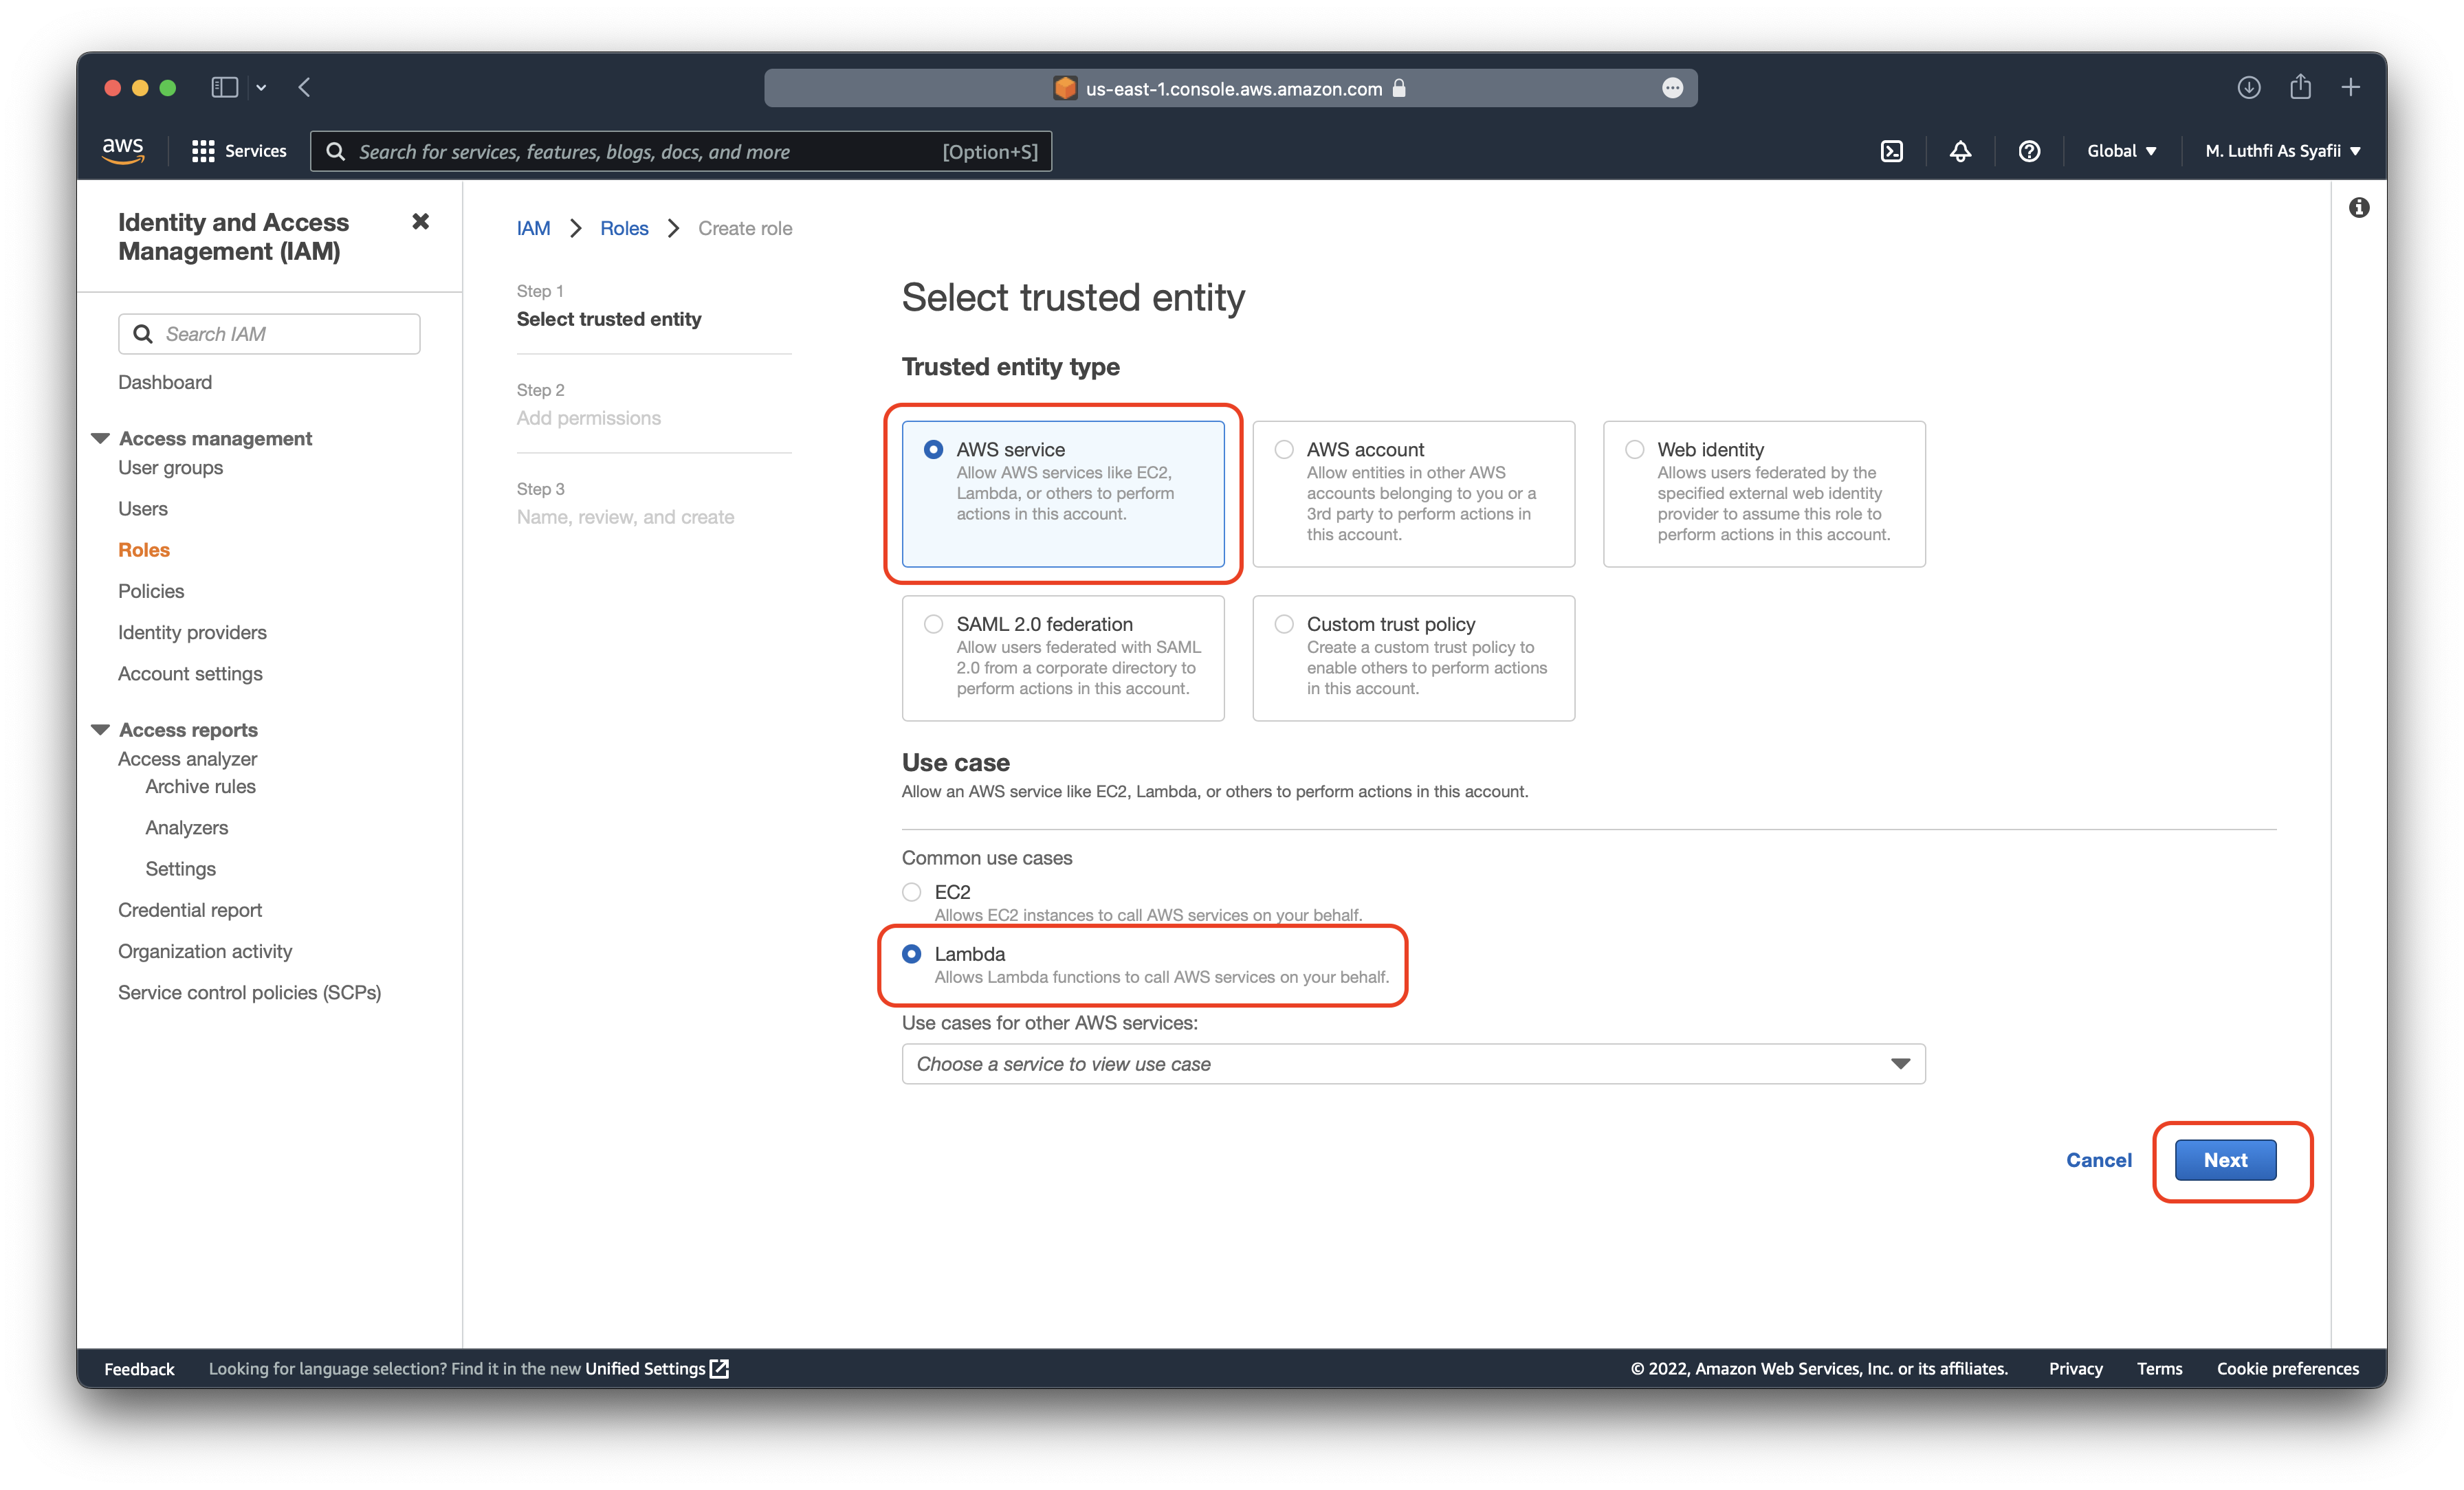 us-east-1.console.aws.amazon.com
aws
Services
Search for services, features, blogs, docs, and more
[Option+S]
Global
M. Luthfi As Syafii
Identity and Access
Management (IAM)
Search IAM
Dashboard
Access management
User groups
Users
Roles
Policies
Identity providers
Account settings
Access reports
Access analyzer
Archive rules
Analyzers
Settings
Credential report
Organization activity
Service control policies (SCPs)
IAM
Roles
Create role
Step 1
Select trusted entity
Step 2
Add permissions
Step 3
Name, review, and create
Select trusted entity
Trusted entity type
AWS service
Allow AWS services like EC2,
Lambda, or others to perform
actions in this account.
AWS account
Allow entities in other AWS
accounts belonging to you or a
3rd party to perform actions in
this account.
Web identity
Allows users federated by the
specified external web identity
provider to assume this role to
perform actions in this account.
SAML 2.0 federation
Allow users federated with SAML
2.0 from a corporate directory to
perform actions in this account.
Custom trust policy
Create a custom trust policy to
enable others to perform actions
in this account.
Use case
Allow an AWS service like EC2, Lambda, or others to perform actions in this account.
Common use cases
EC2
Allows EC2 instances to call AWS services on your behalf.
Lambda
Allows Lambda functions to call AWS services on your behalf.
Use cases for other AWS services:
Choose a service to view use case
Cancel
Next
Feedback
Looking for language selection? Find it in the new Unified Settings
© 2022, Amazon Web Services, Inc. or its affiliates.
Privacy
Terms
Cookie preferences